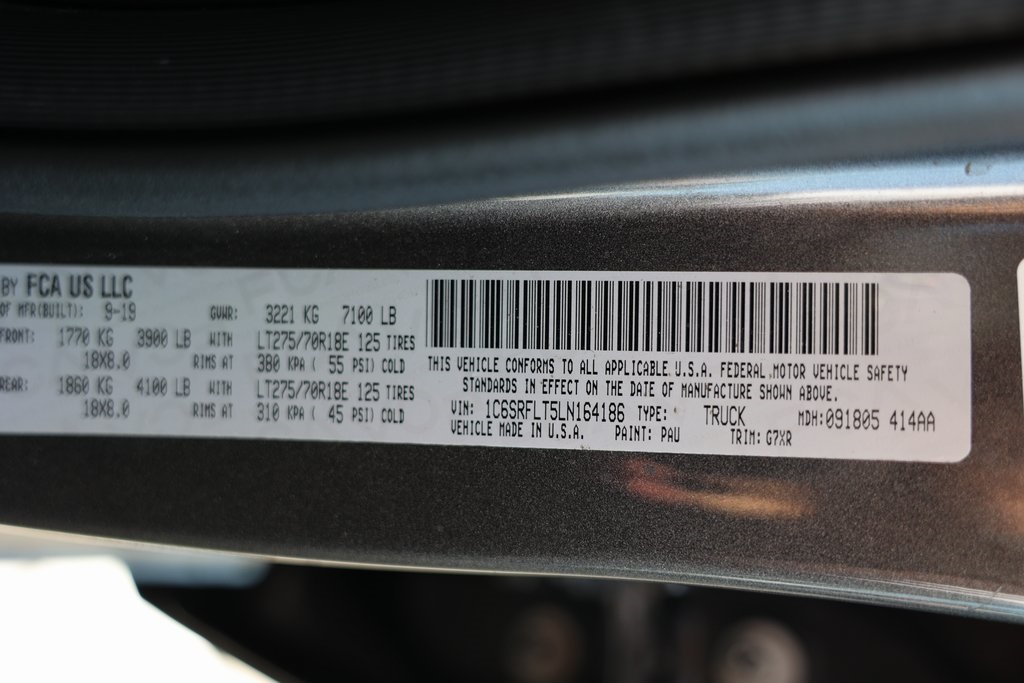 BY FCA US LLC
OF MFR(BUILT): 9-19 GVWR: 3221 KG 7100 LB
FRONT: 1770 KG 3900 LB WITH LT275/70R18E 125 TIRES
18X8.0 RIMS AT 380 KPA ( 55 PSI) COLD
REAR: 1860 KG 4100 LB WITH LT275/70R18E 125 TIRES
18X8.0 RIMS AT 310 KPA ( 45 PSI) COLD
THIS VEHICLE CONFORMS TO ALL APPLICABLE U.S.A. FEDERAL MOTOR VEHICLE SAFETY
STANDARDS IN EFFECT ON THE DATE OF MANUFACTURE SHOWN ABOVE.
VIN: 1C6SRFLT5LN164186 TYPE: TRUCK MDH:091805 414AA
VEHICLE MADE IN U.S.A. PAINT: PAU TRIM: G7XR